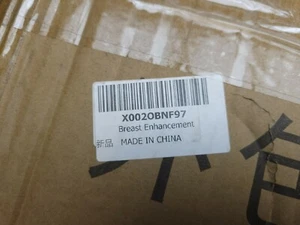 X002OBNF97
Breast Enhancement
新品 MADE IN CHINA